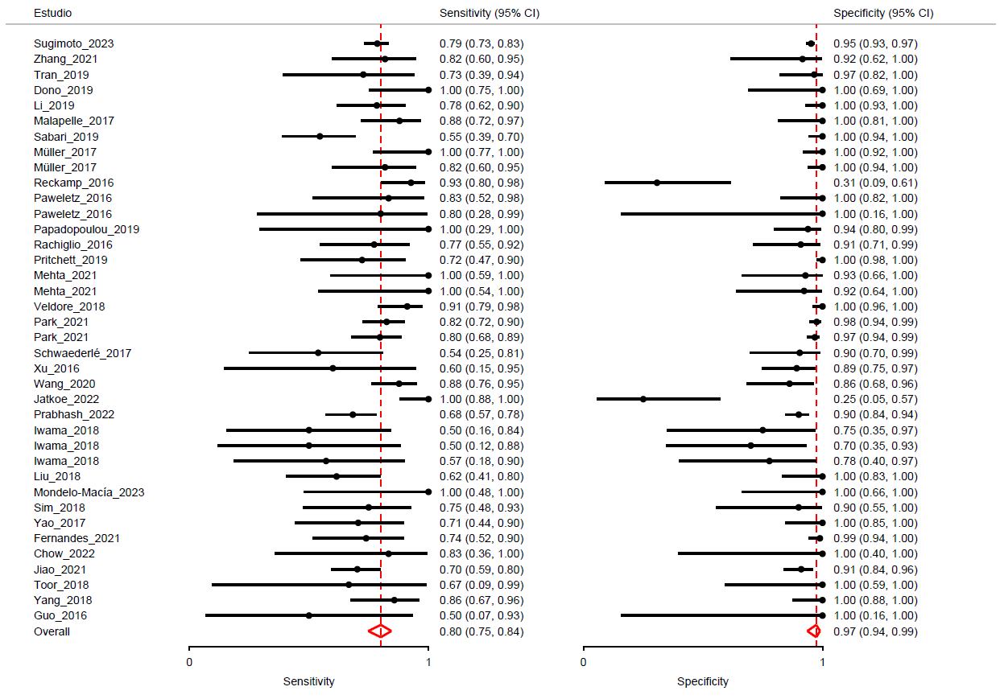 Estudio Sensitivity (95% CI) Specificity (95% CI)
Sugimoto_2023 0.79 (0.73, 0.83) 0.95 (0.93, 0.97)
Zhang_2021 0.82 (0.60, 0.95) 0.92 (0.62, 1.00)
Tran_2019 0.73 (0.39, 0.94) 0.97 (0.82, 1.00)
Dono_2019 1.00 (0.75, 1.00) 1.00 (0.69, 1.00)
Li_2019 0.78 (0.62, 0.90) 1.00 (0.93, 1.00)
Malapelle_2017 0.88 (0.72, 0.97) 1.00 (0.81, 1.00)
Sabari_2019 0.55 (0.39, 0.70) 1.00 (0.94, 1.00)
Müller_2017 1.00 (0.77, 1.00) 1.00 (0.92, 1.00)
Müller_2017 0.82 (0.60, 0.95) 1.00 (0.94, 1.00)
Reckamp_2016 0.93 (0.80, 0.98) 0.31 (0.09, 0.61)
Paweletz_2016 0.83 (0.52, 0.98) 1.00 (0.82, 1.00)
Paweletz_2016 0.80 (0.28, 0.99) 1.00 (0.16, 1.00)
Papadopoulou_2019 1.00 (0.29, 1.00) 0.94 (0.80, 0.99)
Rachiglio_2016 0.77 (0.55, 0.92) 0.91 (0.71, 0.99)
Pritchett_2019 0.72 (0.47, 0.90) 1.00 (0.98, 1.00)
Mehta_2021 1.00 (0.59, 1.00) 0.93 (0.66, 1.00)
Mehta_2021 1.00 (0.54, 1.00) 0.92 (0.64, 1.00)
Veldore_2018 0.91 (0.79, 0.98) 1.00 (0.96, 1.00)
Park_2021 0.82 (0.72, 0.90) 0.98 (0.94, 0.99)
Park_2021 0.80 (0.68, 0.89) 0.97 (0.94, 0.99)
Schwaederlé_2017 0.54 (0.25, 0.81) 0.90 (0.70, 0.99)
Xu_2016 0.60 (0.15, 0.95) 0.89 (0.75, 0.97)
Wang_2020 0.88 (0.76, 0.95) 0.86 (0.68, 0.96)
Jatkoe_2022 1.00 (0.88, 1.00) 0.25 (0.05, 0.57)
Prabhash_2022 0.68 (0.57, 0.78) 0.90 (0.84, 0.94)
Iwama_2018 0.50 (0.16, 0.84) 0.75 (0.35, 0.97)
Iwama_2018 0.50 (0.12, 0.88) 0.70 (0.35, 0.93)
Iwama_2018 0.57 (0.18, 0.90) 0.78 (0.40, 0.97)
Liu_2018 0.62 (0.41, 0.80) 1.00 (0.83, 1.00)
Mondelo-Macía_2023 1.00 (0.48, 1.00) 1.00 (0.66, 1.00)
Sim_2018 0.75 (0.48, 0.93) 0.90 (0.55, 1.00)
Yao_2017 0.71 (0.44, 0.90) 1.00 (0.85, 1.00)
Fernandes_2021 0.74 (0.52, 0.90) 0.99 (0.94, 1.00)
Chow_2022 0.83 (0.36, 1.00) 1.00 (0.40, 1.00)
Jiao_2021 0.70 (0.59, 0.80) 0.91 (0.84, 0.96)
Toor_2018 0.67 (0.09, 0.99) 1.00 (0.59, 1.00)
Yang_2018 0.86 (0.67, 0.96) 1.00 (0.88, 1.00)
Guo_2016 0.50 (0.07, 0.93) 1.00 (0.16, 1.00)
Overall 0.80 (0.75, 0.84) 0.97 (0.94, 0.99)
0 1 0 1
Sensitivity Specificity